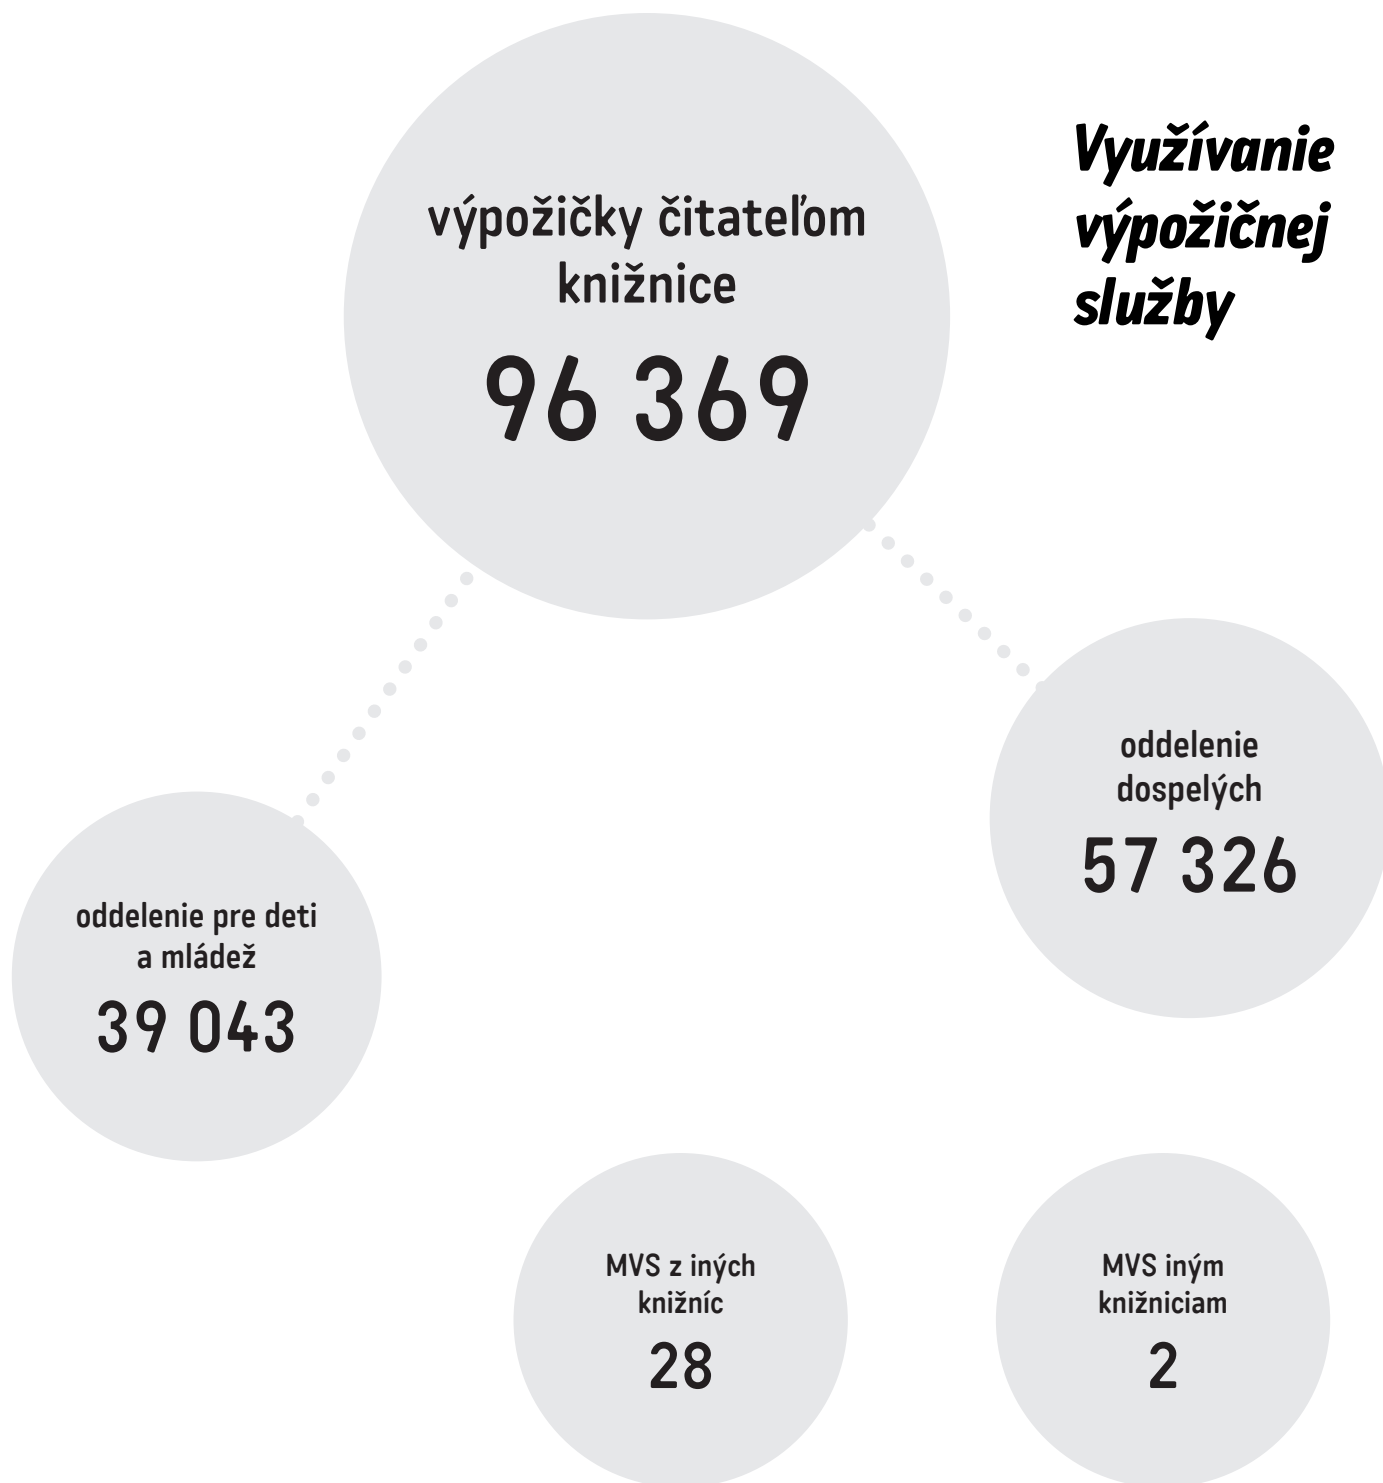 Využívanie
výpožičnej
služby
výpožičky čitateľom
knižnice
96 369
oddelenie
dospelých
57 326
oddelenie pre deti
a mládež
39 043
MVS z iných
knižníc
28
MVS iným
knižniciam
2